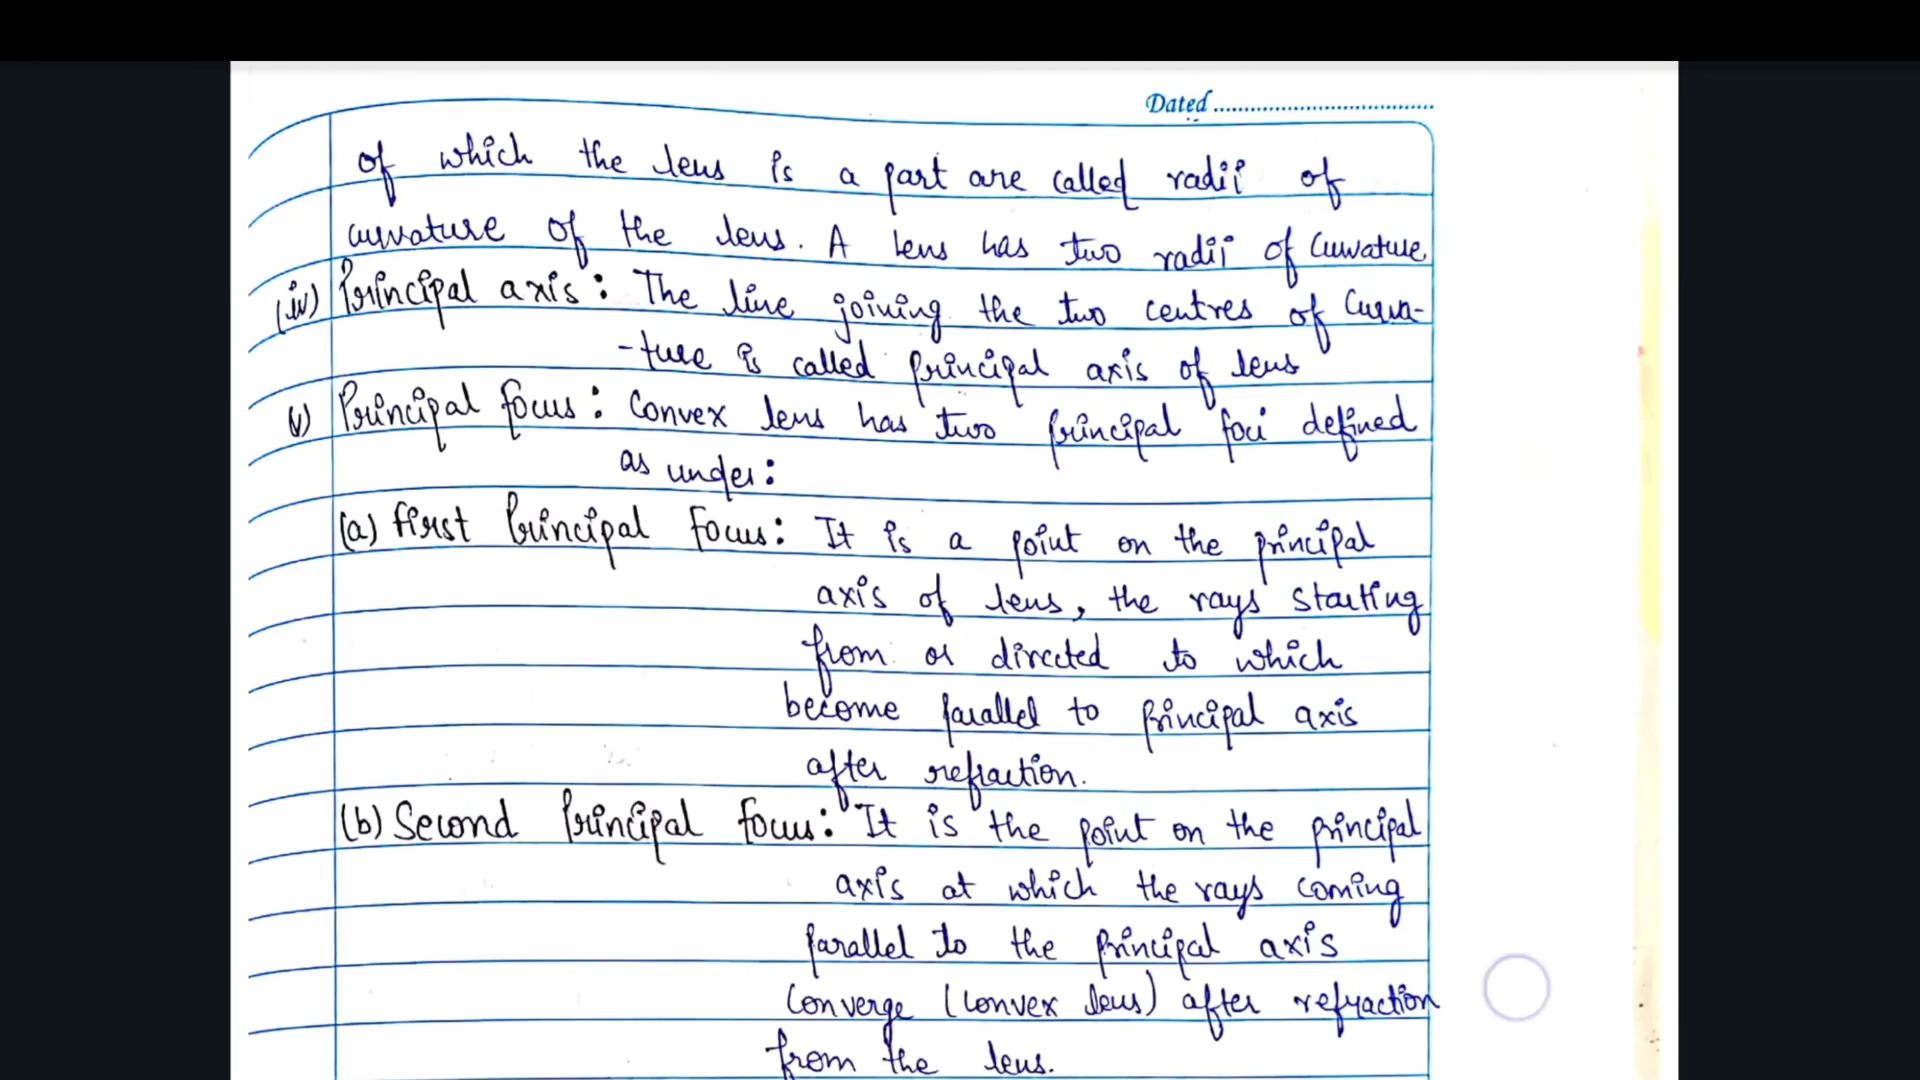 Dated
of which the lens is a part are called radii of
curvature of the lens. A lens has two radii of Curvature
(iv) Principal axis: The line joining the two centres of Curva-
-ture is called principal axis of lens
(v) Principal focus: Convex lens has two principal foci defined
as under:
(a) first Principal Focus: It is a point on the principal
axis of lens, the rays starting
from or directed to which
become parallel to principal axis
after refraction.
(b) Second Principal focus: It is the point on the principal
axis at which the rays coming
parallel to the principal axis
Converge (Convex lens) after refraction
from the lens.